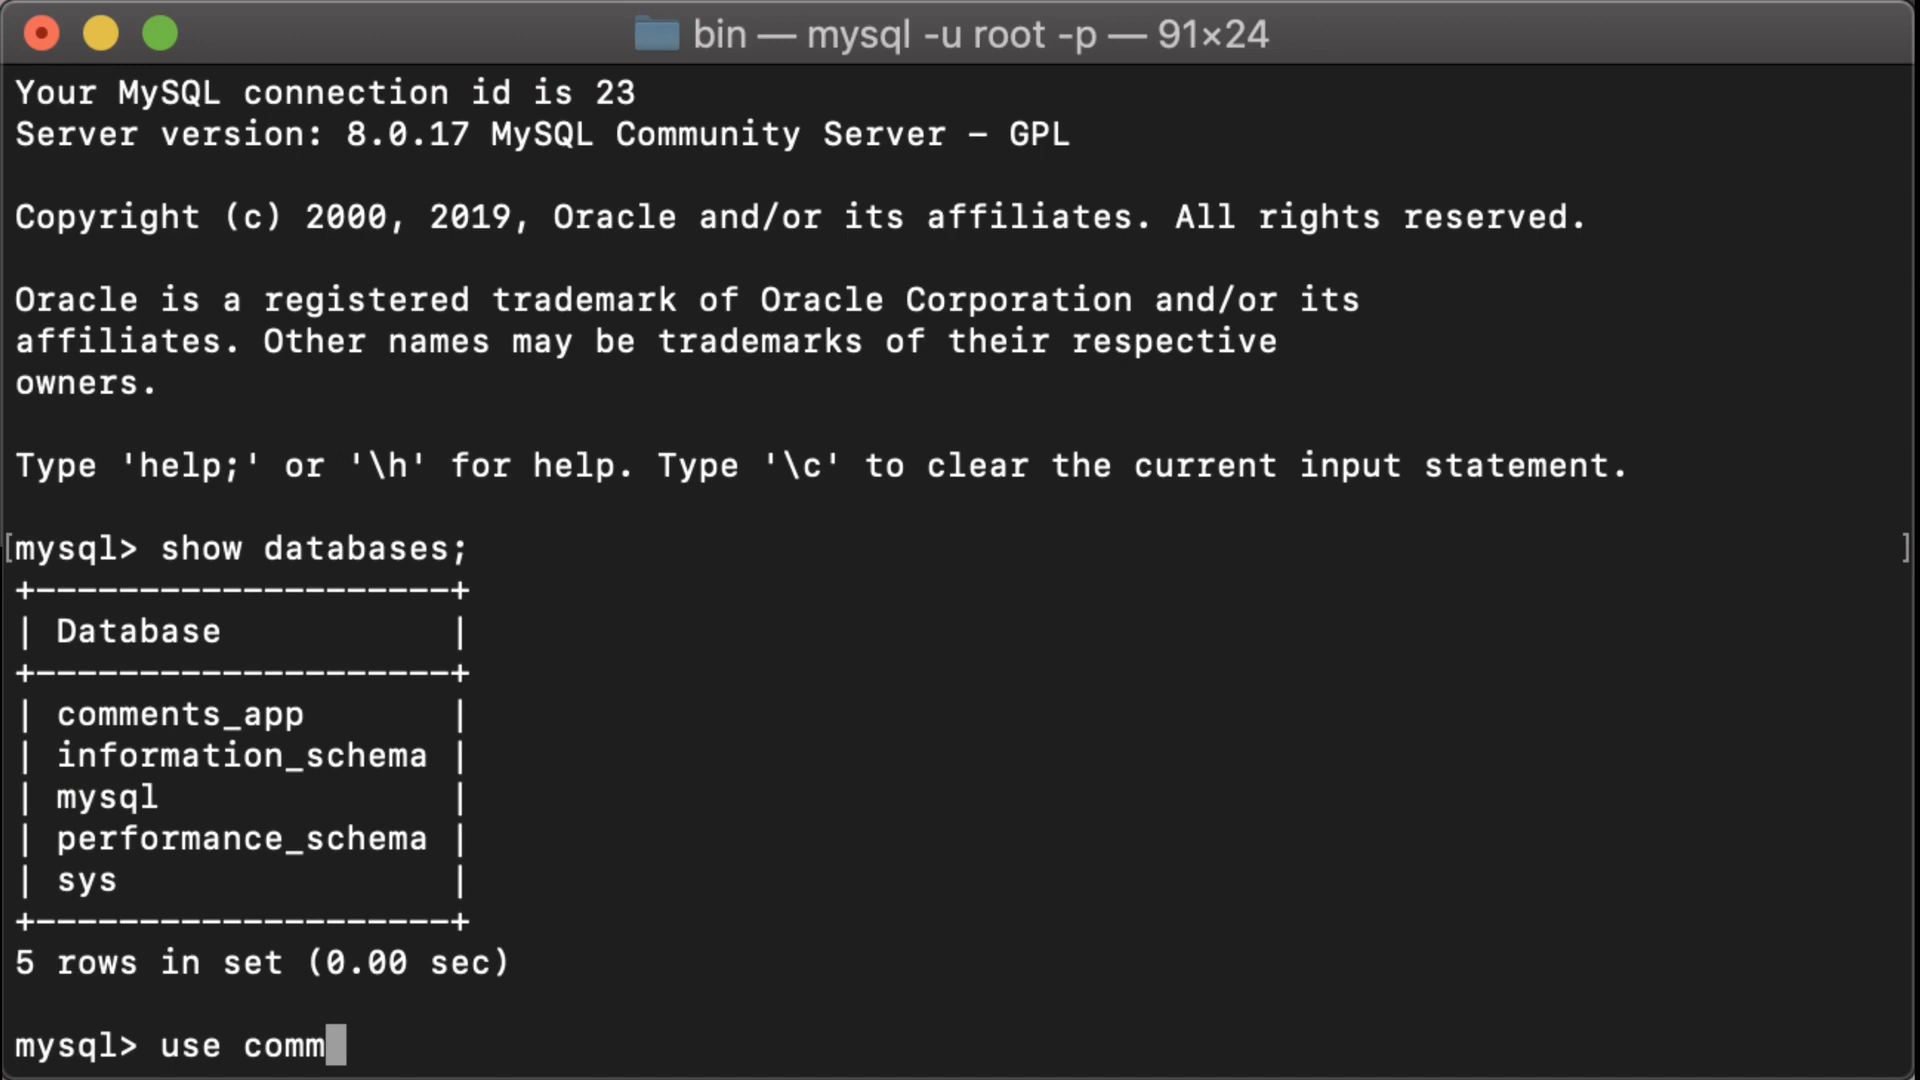 bin — mysql -u root -p — 91×24
Your MySQL connection id is 23
Server version: 8.0.17 MySQL Community Server - GPL
Copyright (c) 2000, 2019, Oracle and/or its affiliates. All rights reserved.
Oracle is a registered trademark of Oracle Corporation and/or its
affiliates. Other names may be trademarks of their respective
owners.
Type 'help;' or '\h' for help. Type '\c' to clear the current input statement.
[mysql> show databases; ]
+--------------------+
| Database           |
+--------------------+
| comments_app       |
| information_schema |
| mysql              |
| performance_schema |
| sys                |
+--------------------+
5 rows in set (0.00 sec)
mysql> use comm